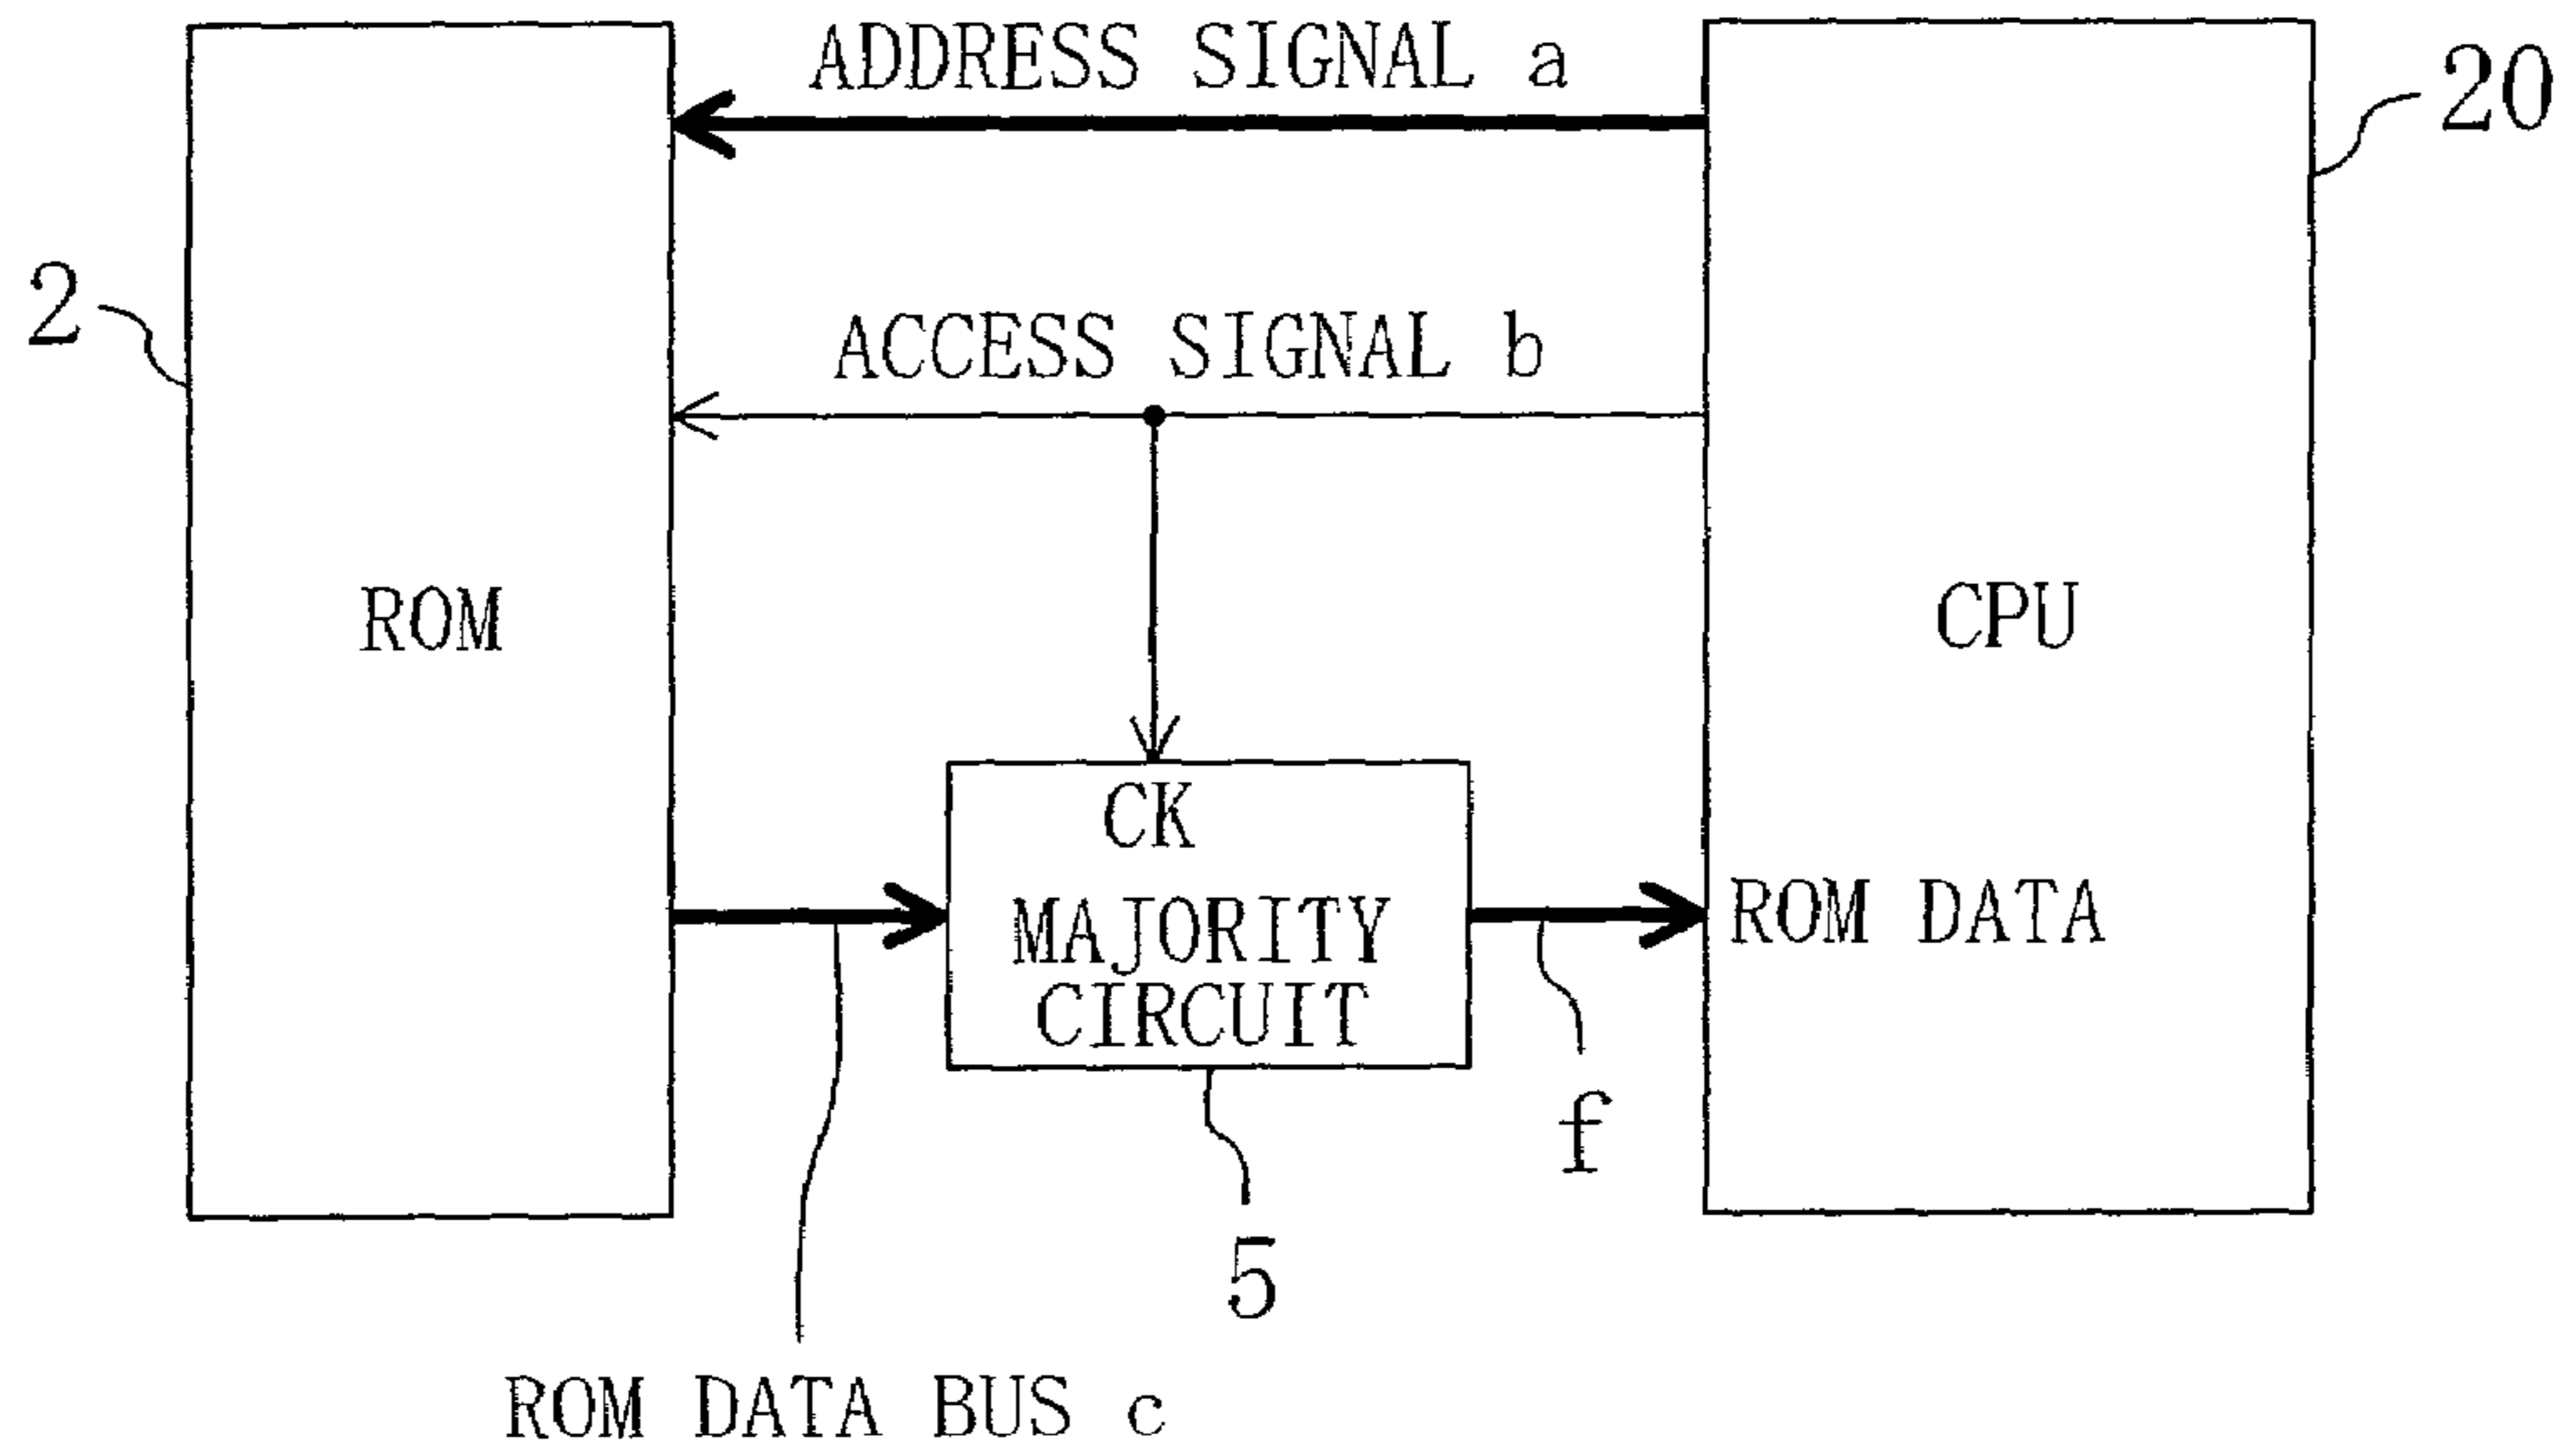 ADDRESS SIGNAL a
20
2
ACCESS SIGNAL b
ROM
CPU
CK
MAJORITY
CIRCUIT
ROM DATA
f
5
ROM DATA BUS c